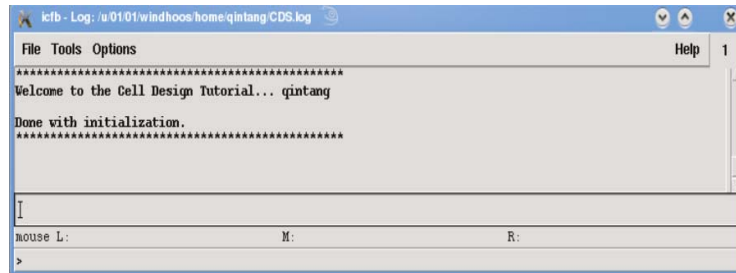 icfb - Log: /u/01/01/windhoos/home/qintang/CDS.log
File Tools Options Help 1
************************************************
Welcome to the Cell Design Tutorial... qintang
Done with initialization.
************************************************
mouse L: M: R:
>